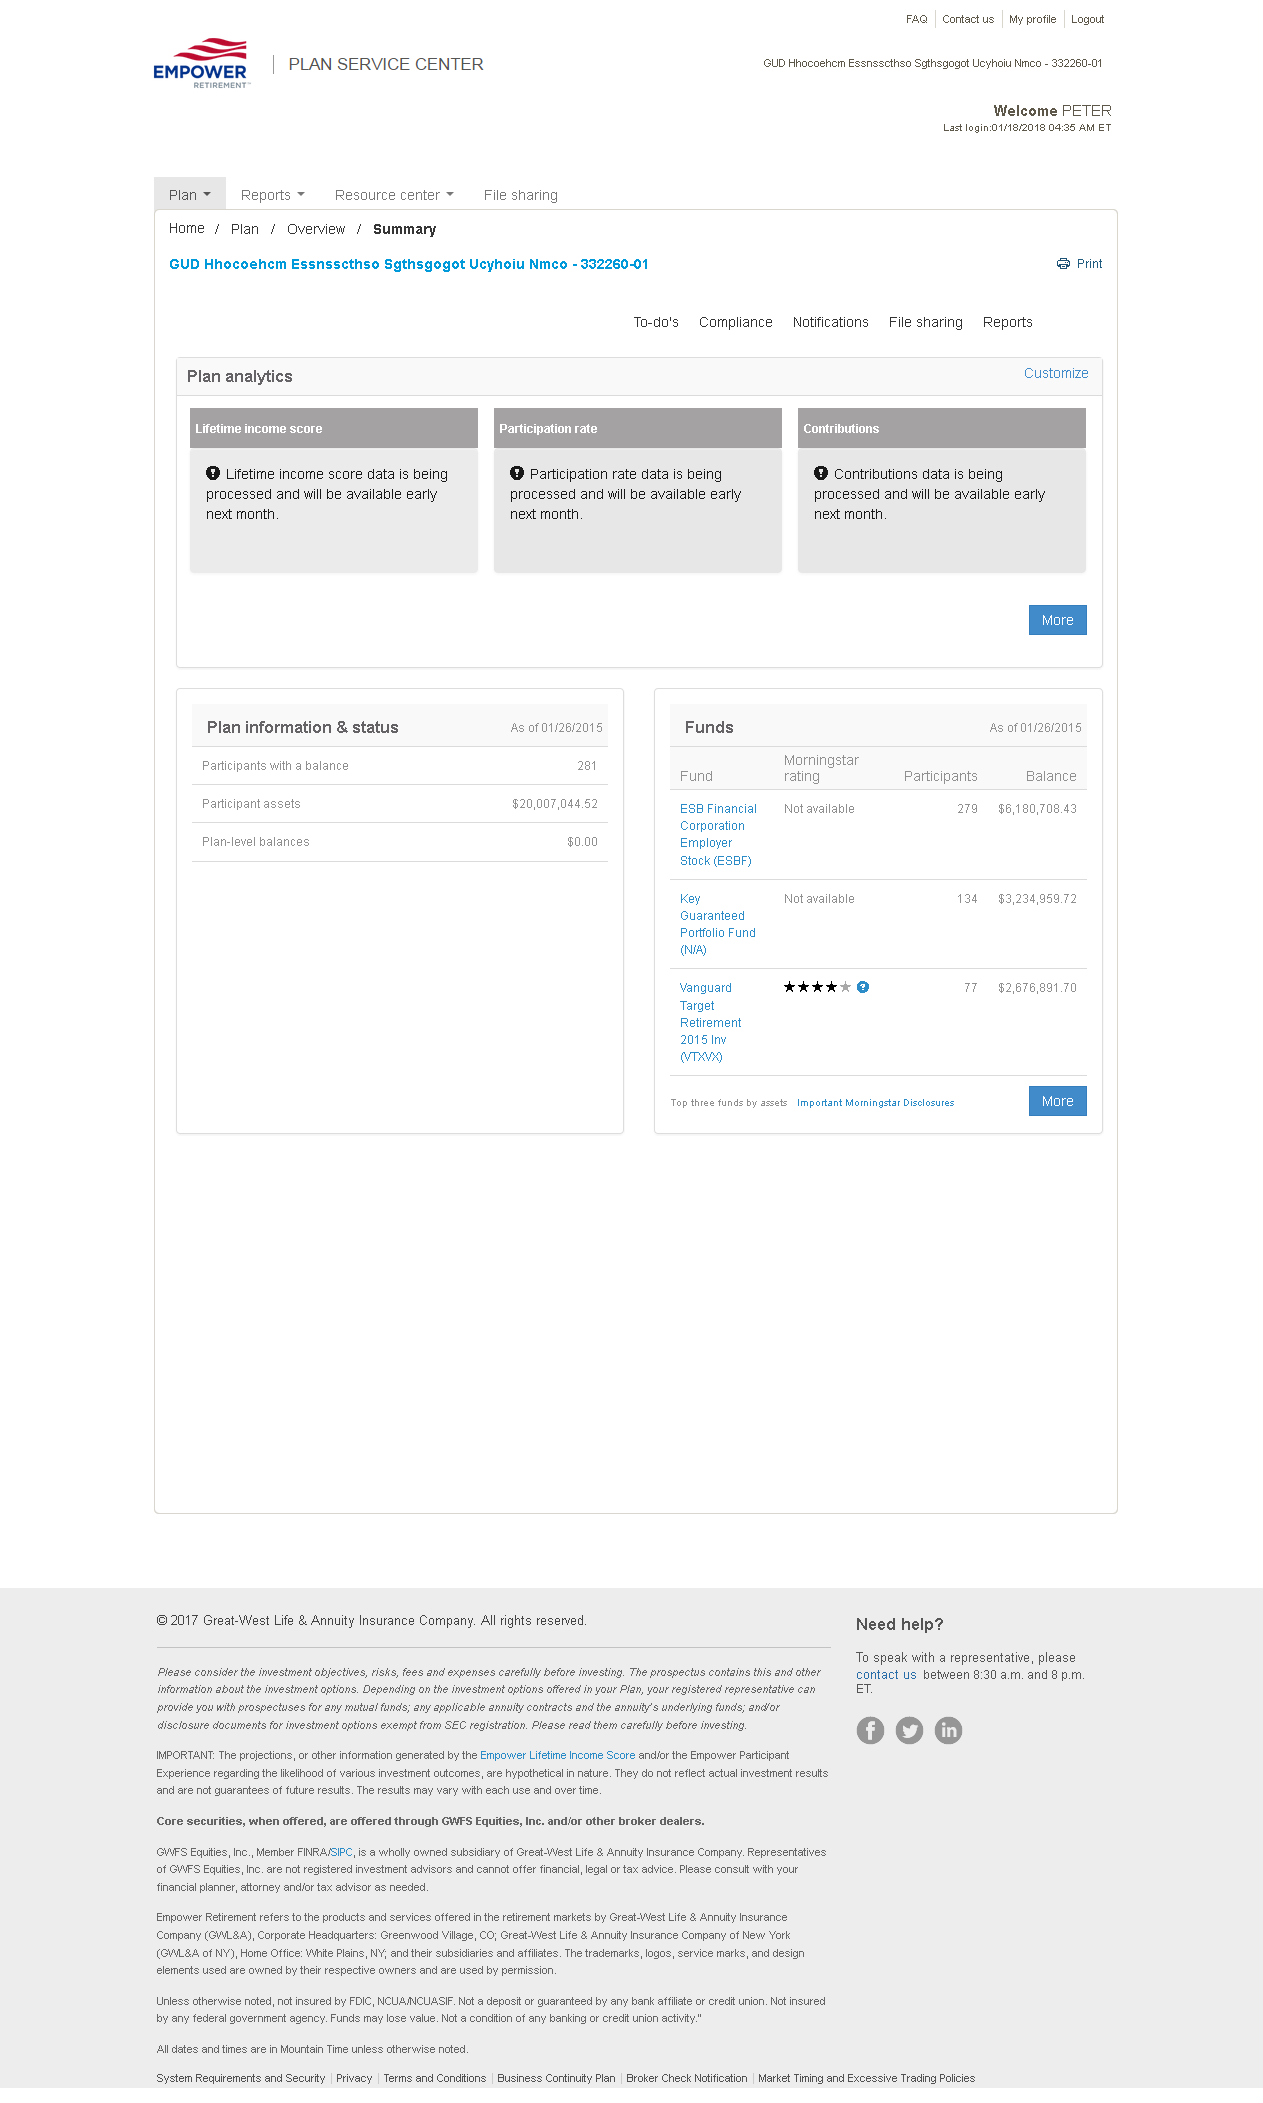 FAQ Contact us My profile Logout
EMPOWER
RETIREMENT™
PLAN SERVICE CENTER
GUD Hhocoehcm Essnsscthso Sgthsgogot Ucyhoiu Nmco - 332260-01
Welcome PETER
Last login:01/18/2018 04:35 AM ET
Plan Reports Resource center File sharing
Home / Plan / Overview / Summary
GUD Hhocoehcm Essnsscthso Sgthsgogot Ucyhoiu Nmco - 332260-01
Print
To-do's Compliance Notifications File sharing Reports
Plan analytics
Customize
Lifetime income score
Lifetime income score data is being
processed and will be available early
next month.
Participation rate
Participation rate data is being
processed and will be available early
next month.
Contributions
Contributions data is being
processed and will be available early
next month.
More
Plan information & status As of 01/26/2015
Participants with a balance 281
Participant assets $20,007,044.52
Plan-level balances $0.00
Funds As of 01/26/2015
Morningstar
Fund rating Participants Balance
ESB Financial Not available 279 $6,180,708.43
Corporation
Employer
Stock (ESBF)
Key Not available 134 $3,234,959.72
Guaranteed
Portfolio Fund
(N/A)
Vanguard ★★★★★ ? 77 $2,676,891.70
Target
Retirement
2015 Inv
(VTXVX)
Top three funds by assets Important Morningstar Disclosures
More
© 2017 Great-West Life & Annuity Insurance Company. All rights reserved.
Please consider the investment objectives, risks, fees and expenses carefully before investing. The prospectus contains this and other
information about the investment options. Depending on the investment options offered in your Plan, your registered representative can
provide you with prospectuses for any mutual funds; any applicable annuity contracts and the annuity's underlying funds; and/or
disclosure documents for investment options exempt from SEC registration. Please read them carefully before investing.
IMPORTANT: The projections, or other information generated by the Empower Lifetime Income Score and/or the Empower Participant
Experience regarding the likelihood of various investment outcomes, are hypothetical in nature. They do not reflect actual investment results
and are not guarantees of future results. The results may vary with each use and over time.
Core securities, when offered, are offered through GWFS Equities, Inc. and/or other broker dealers.
GWFS Equities, Inc., Member FINRA/SIPC, is a wholly owned subsidiary of Great-West Life & Annuity Insurance Company. Representatives
of GWFS Equities, Inc. are not registered investment advisors and cannot offer financial, legal or tax advice. Please consult with your
financial planner, attorney and/or tax advisor as needed.
Empower Retirement refers to the products and services offered in the retirement markets by Great-West Life & Annuity Insurance
Company (GWL&A), Corporate Headquarters: Greenwood Village, CO; Great-West Life & Annuity Insurance Company of New York
(GWL&A of NY), Home Office: White Plains, NY; and their subsidiaries and affiliates. The trademarks, logos, service marks, and design
elements used are owned by their respective owners and are used by permission.
Unless otherwise noted, not insured by FDIC, NCUA/NCUASIF. Not a deposit or guaranteed by any bank affiliate or credit union. Not insured
by any federal government agency. Funds may lose value. Not a condition of any banking or credit union activity."
All dates and times are in Mountain Time unless otherwise noted.
System Requirements and Security Privacy Terms and Conditions Business Continuity Plan Broker Check Notification Market Timing and Excessive Trading Policies
Need help?
To speak with a representative, please
contact us between 8:30 a.m. and 8 p.m.
ET.